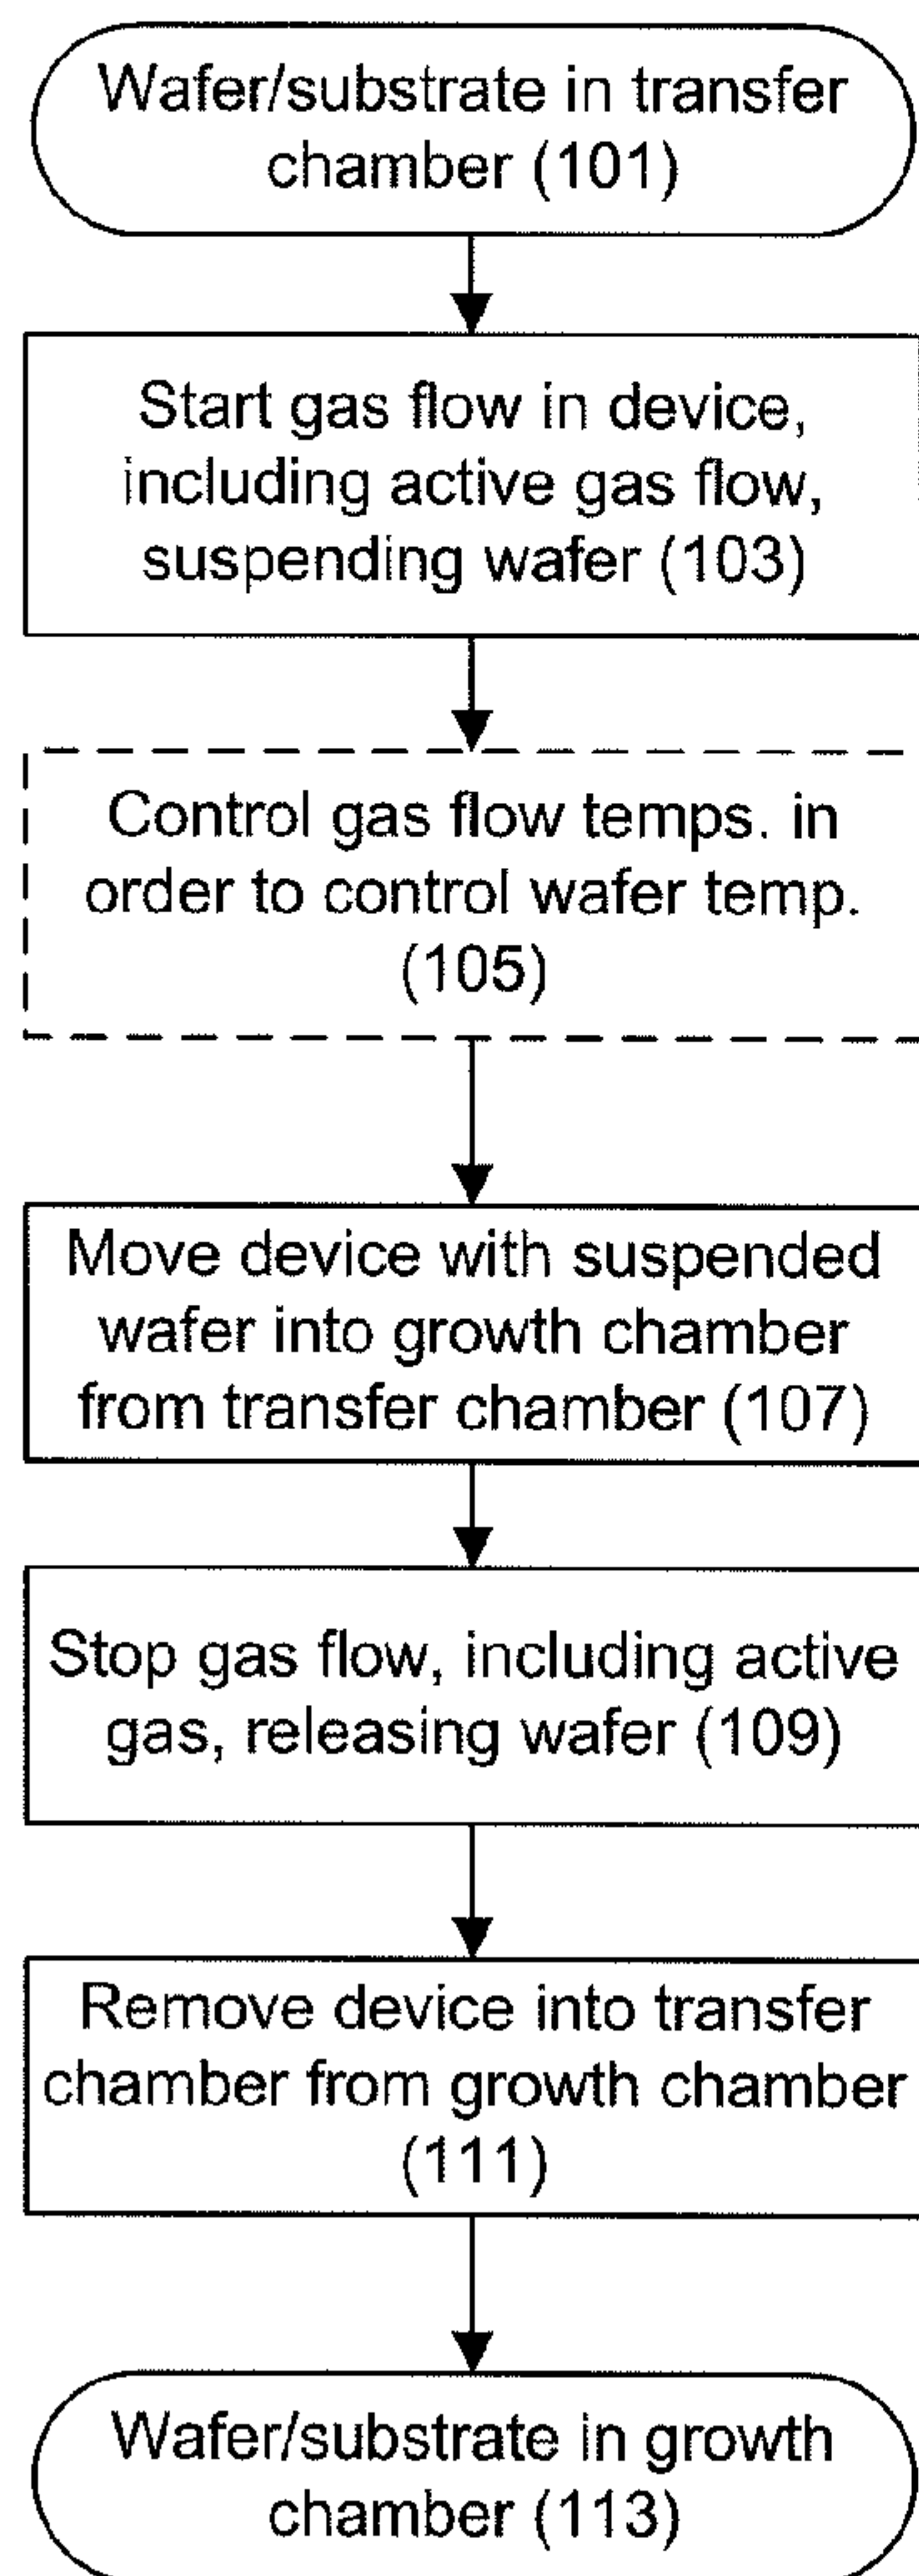 Wafer/substrate in transfer
chamber (101)
Start gas flow in device,
including active gas flow,
suspending wafer (103)
Control gas flow temps. in
order to control wafer temp.
(105)
Move device with suspended
wafer into growth chamber
from transfer chamber (107)
Stop gas flow, including active
gas, releasing wafer (109)
Remove device into transfer
chamber from growth chamber
(111)
Wafer/substrate in growth
chamber (113)